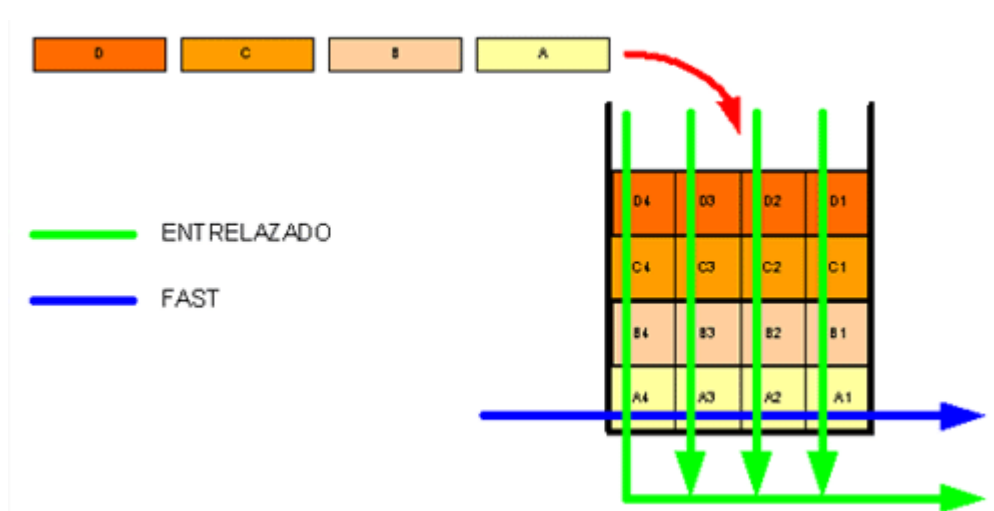 D C B A
D4 D3 D2 D1
ENTRELAZADO
C4 C3 C2 C1
FAST
B4 B3 B2 B1
A4 A3 A2 A1